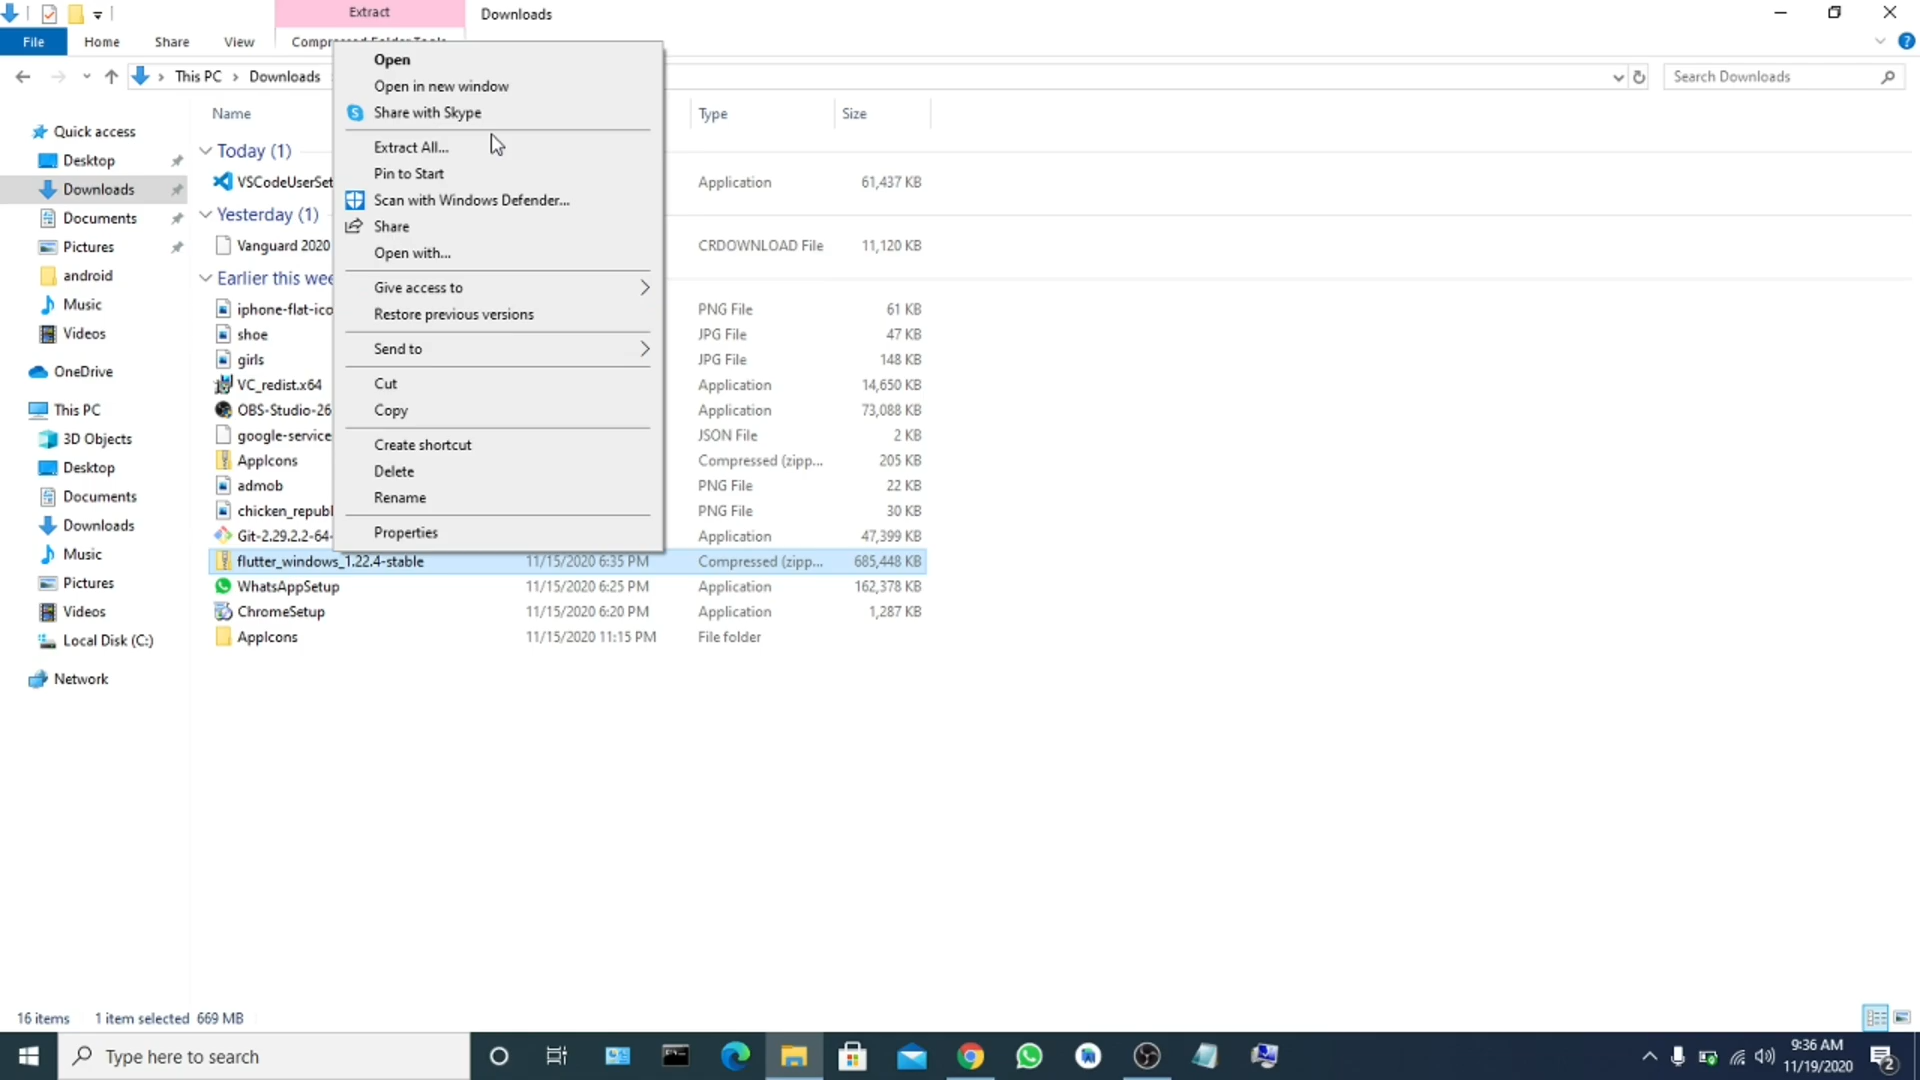 Extract
Downloads
File
Home
Share
View
This PC
Downloads
Search Downloads
Name
Type
Size
Quick access
Desktop
Downloads
Documents
Pictures
android
Music
Videos
OneDrive
This PC
3D Objects
Desktop
Documents
Downloads
Music
Pictures
Videos
Local Disk (C:)
Network
Open
Open in new window
Share with Skype
Extract All...
Pin to Start
Scan with Windows Defender...
Share
Open with...
Give access to
Restore previous versions
Send to
Cut
Copy
Create shortcut
Delete
Rename
Properties
Today (1)
VSCodeUserSet Application 61,437 KB
Yesterday (1)
Vanguard 2020 CRDOWNLOAD File 11,120 KB
Earlier this wee
iphone-flat-ico PNG File 61 KB
shoe JPG File 47 KB
girls JPG File 148 KB
VC_redist.x64 Application 14,650 KB
OBS-Studio-26 Application 73,088 KB
google-service JSON File 2 KB
AppIcons Compressed (zipp... 205 KB
admob PNG File 22 KB
chicken_republ PNG File 30 KB
Git-2.29.2.2-64- Application 47,399 KB
flutter_windows_1.22.4-stable 11/15/2020 6:35 PM Compressed (zipp... 685,448 KB
WhatsAppSetup 11/15/2020 6:25 PM Application 162,378 KB
ChromeSetup 11/15/2020 6:20 PM Application 1,287 KB
AppIcons 11/15/2020 11:15 PM File folder
16 items 1 item selected 669 MB
Type here to search
9:36 AM
11/19/2020
2